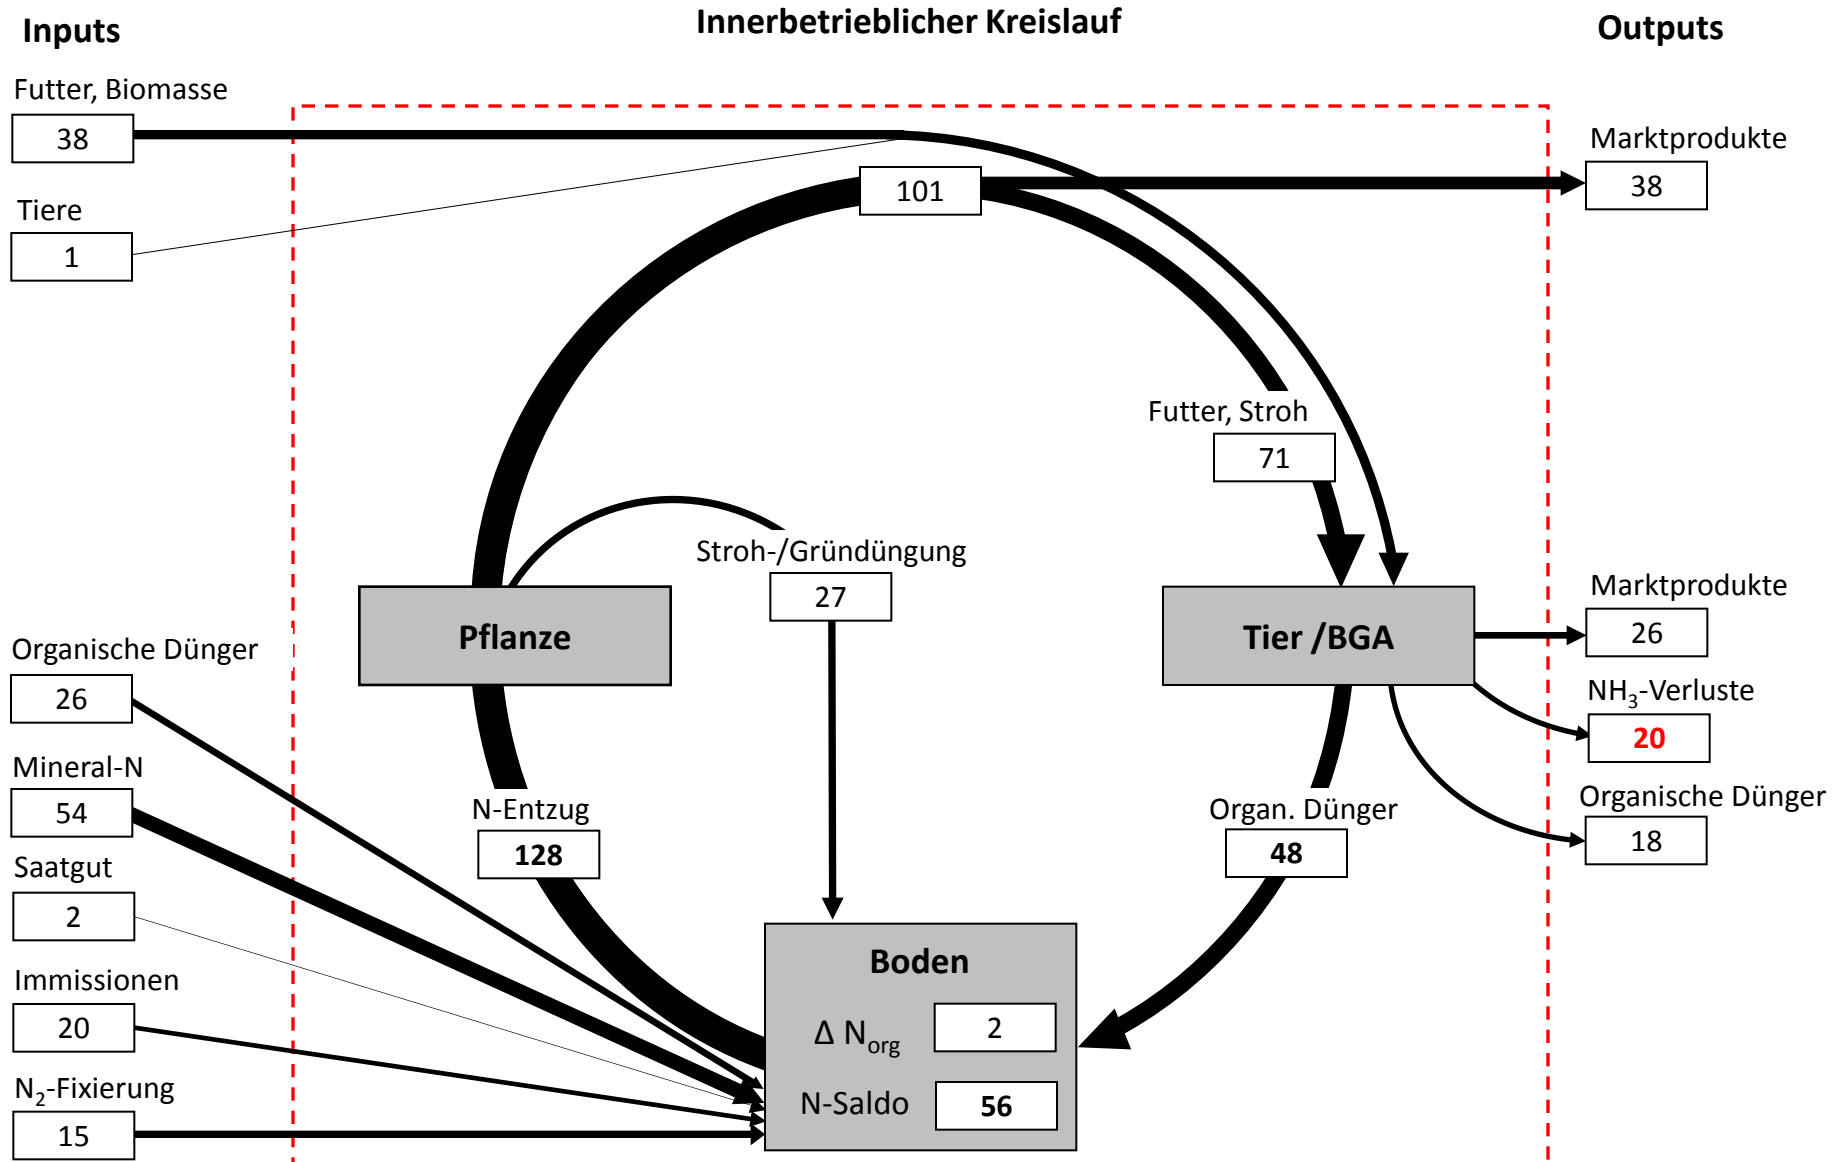 Inputs
Innerbetrieblicher Kreislauf
Outputs
Futter, Biomasse
38
Tiere
1
101
Marktprodukte
38
Futter, Stroh
71
Stroh-/Gründüngung
27
Pflanze
Tier /BGA
Marktprodukte
26
NH₃-Verluste
20
Organische Dünger
18
Organische Dünger
26
Mineral-N
54
Saatgut
2
Immissionen
20
N₂-Fixierung
15
N-Entzug
128
Organ. Dünger
48
Boden
Δ N_org 2
N-Saldo 56